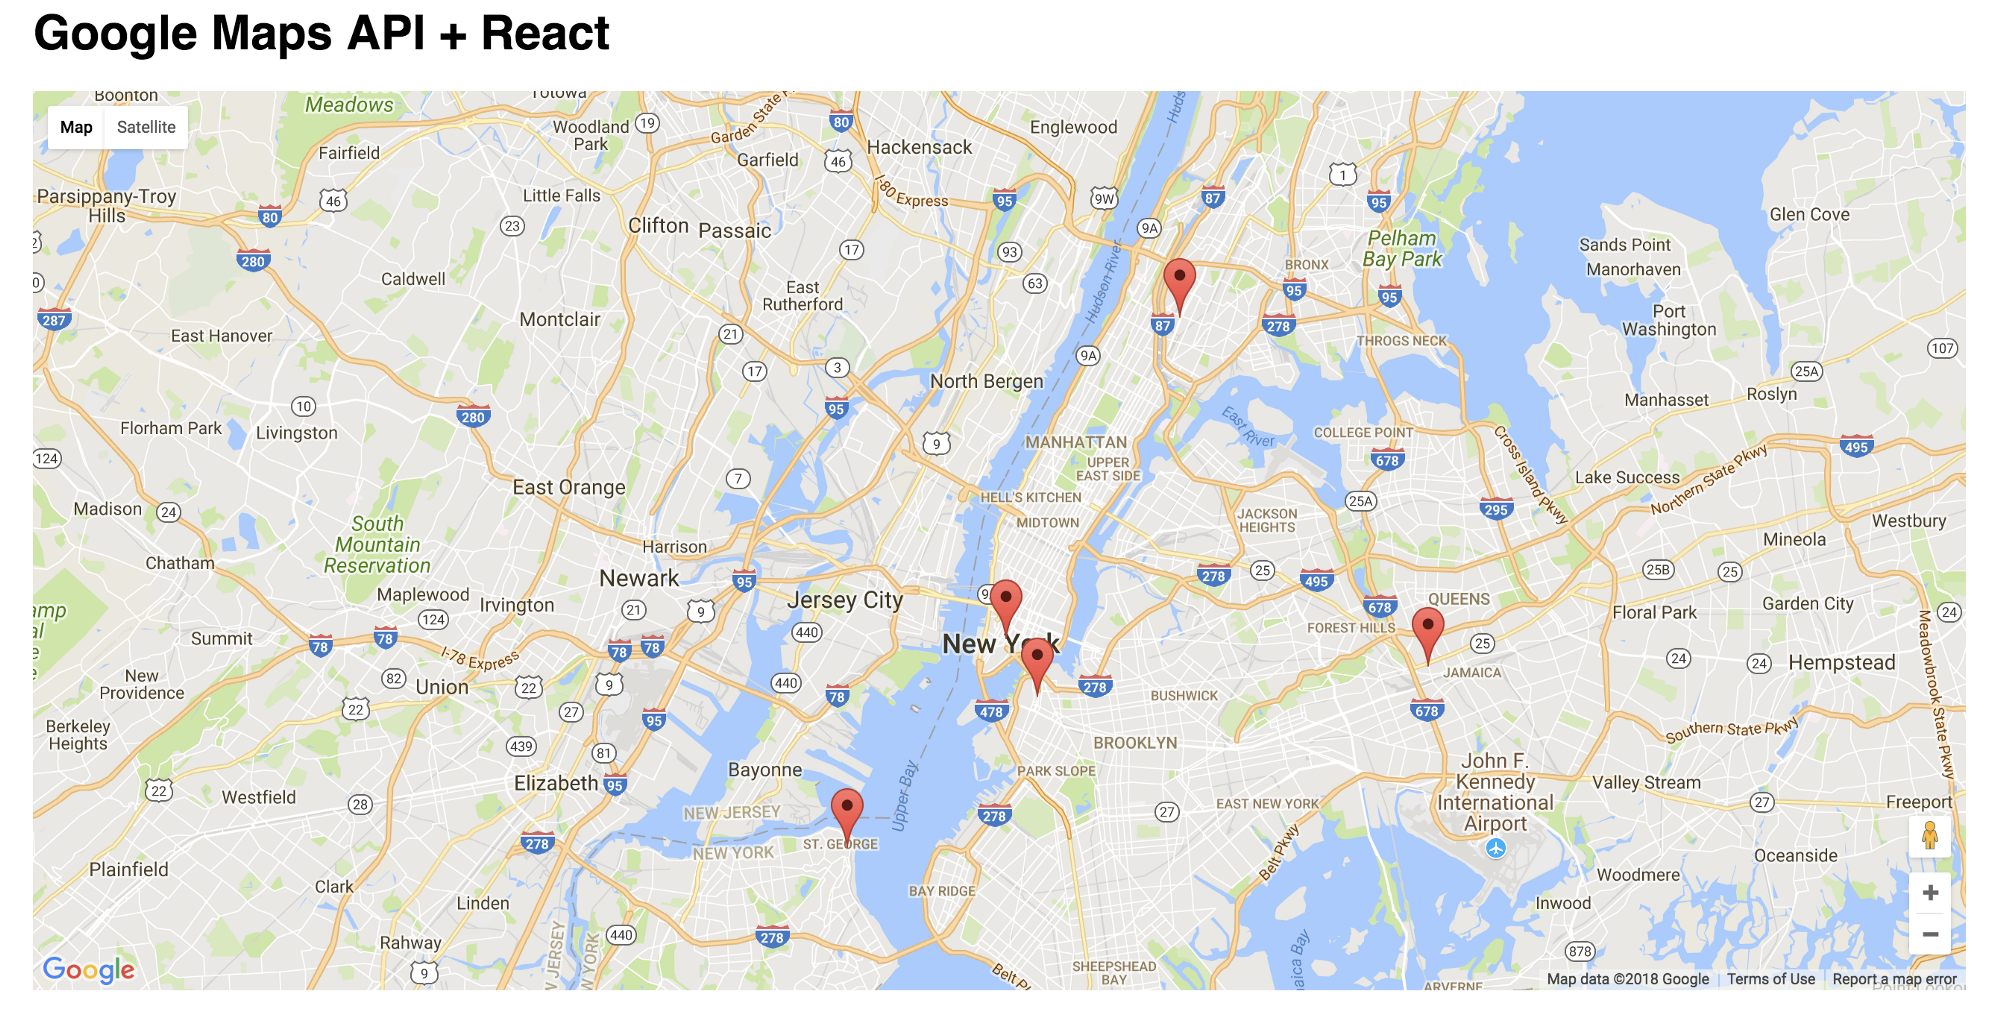 Google Maps API + React
Boonton
Meadows
Totowa
Map
Satellite
Woodland
Park
19
Garden State P
80
Englewood
Huds
Fairfield
Garfield
46
Hackensack
1
Parsippany-Troy
Hills
80
46
Little Falls
I-80 Express
95
9W
87
95
Glen Cove
23
Clifton
Passaic
9A
2
280
17
93
Hudson River
BRONX
Pelham
Bay Park
Sands Point
Manorhaven
0
Caldwell
East
Rutherford
63
95
95
287
Montclair
87
278
Port
Washington
East Hanover
21
9A
THROGS NECK
107
17
3
North Bergen
25A
10
280
95
Manhasset
Roslyn
Florham Park
Livingston
9
MANHATTAN
East River
COLLEGE POINT
Cross Island Pkwy
495
124
7
UPPER
EAST SIDE
678
Lake Success
Northern State Pkwy
East Orange
HELL'S KITCHEN
25A
295
Madison
24
South
Mountain
Reservation
MIDTOWN
JACKSON
HEIGHTS
Westbury
Harrison
Mineola
Chatham
Newark
95
278
25
495
25B
25
Maplewood
Jersey City
9
678
QUEENS
Garden City
amp
al
e
124
Irvington
21
9
Floral Park
24
Summit
78
78
I-78 Express
78
78
440
New York
FOREST HILLS
25
Meadowbrook State Pkwy
New
Providence
82
Union
22
9
440
78
278
BUSHWICK
JAMAICA
24
24
Hempstead
22
27
95
478
678
Berkeley
Heights
439
81
BROOKLYN
Southern State Pkwy
Bayonne
PARK SLOPE
John F.
Kennedy
International
Airport
22
Westfield
28
Elizabeth
95
Upper Bay
Valley Stream
NEW JERSEY
278
27
EAST NEW YORK
27
Freeport
278
NEW YORK
ST. GEORGE
Belt Pkwy
Oceanside
Plainfield
Clark
BAY RIDGE
Woodmere
Linden
Inwood
Rahway
9
JERSEY
YORK
440
278
Belt P
SHEEPSHEAD
BAY
aica Bay
878
Google
ARVERNE
Map data ©2018 Google
Terms of Use
Report a map error
Point Looko